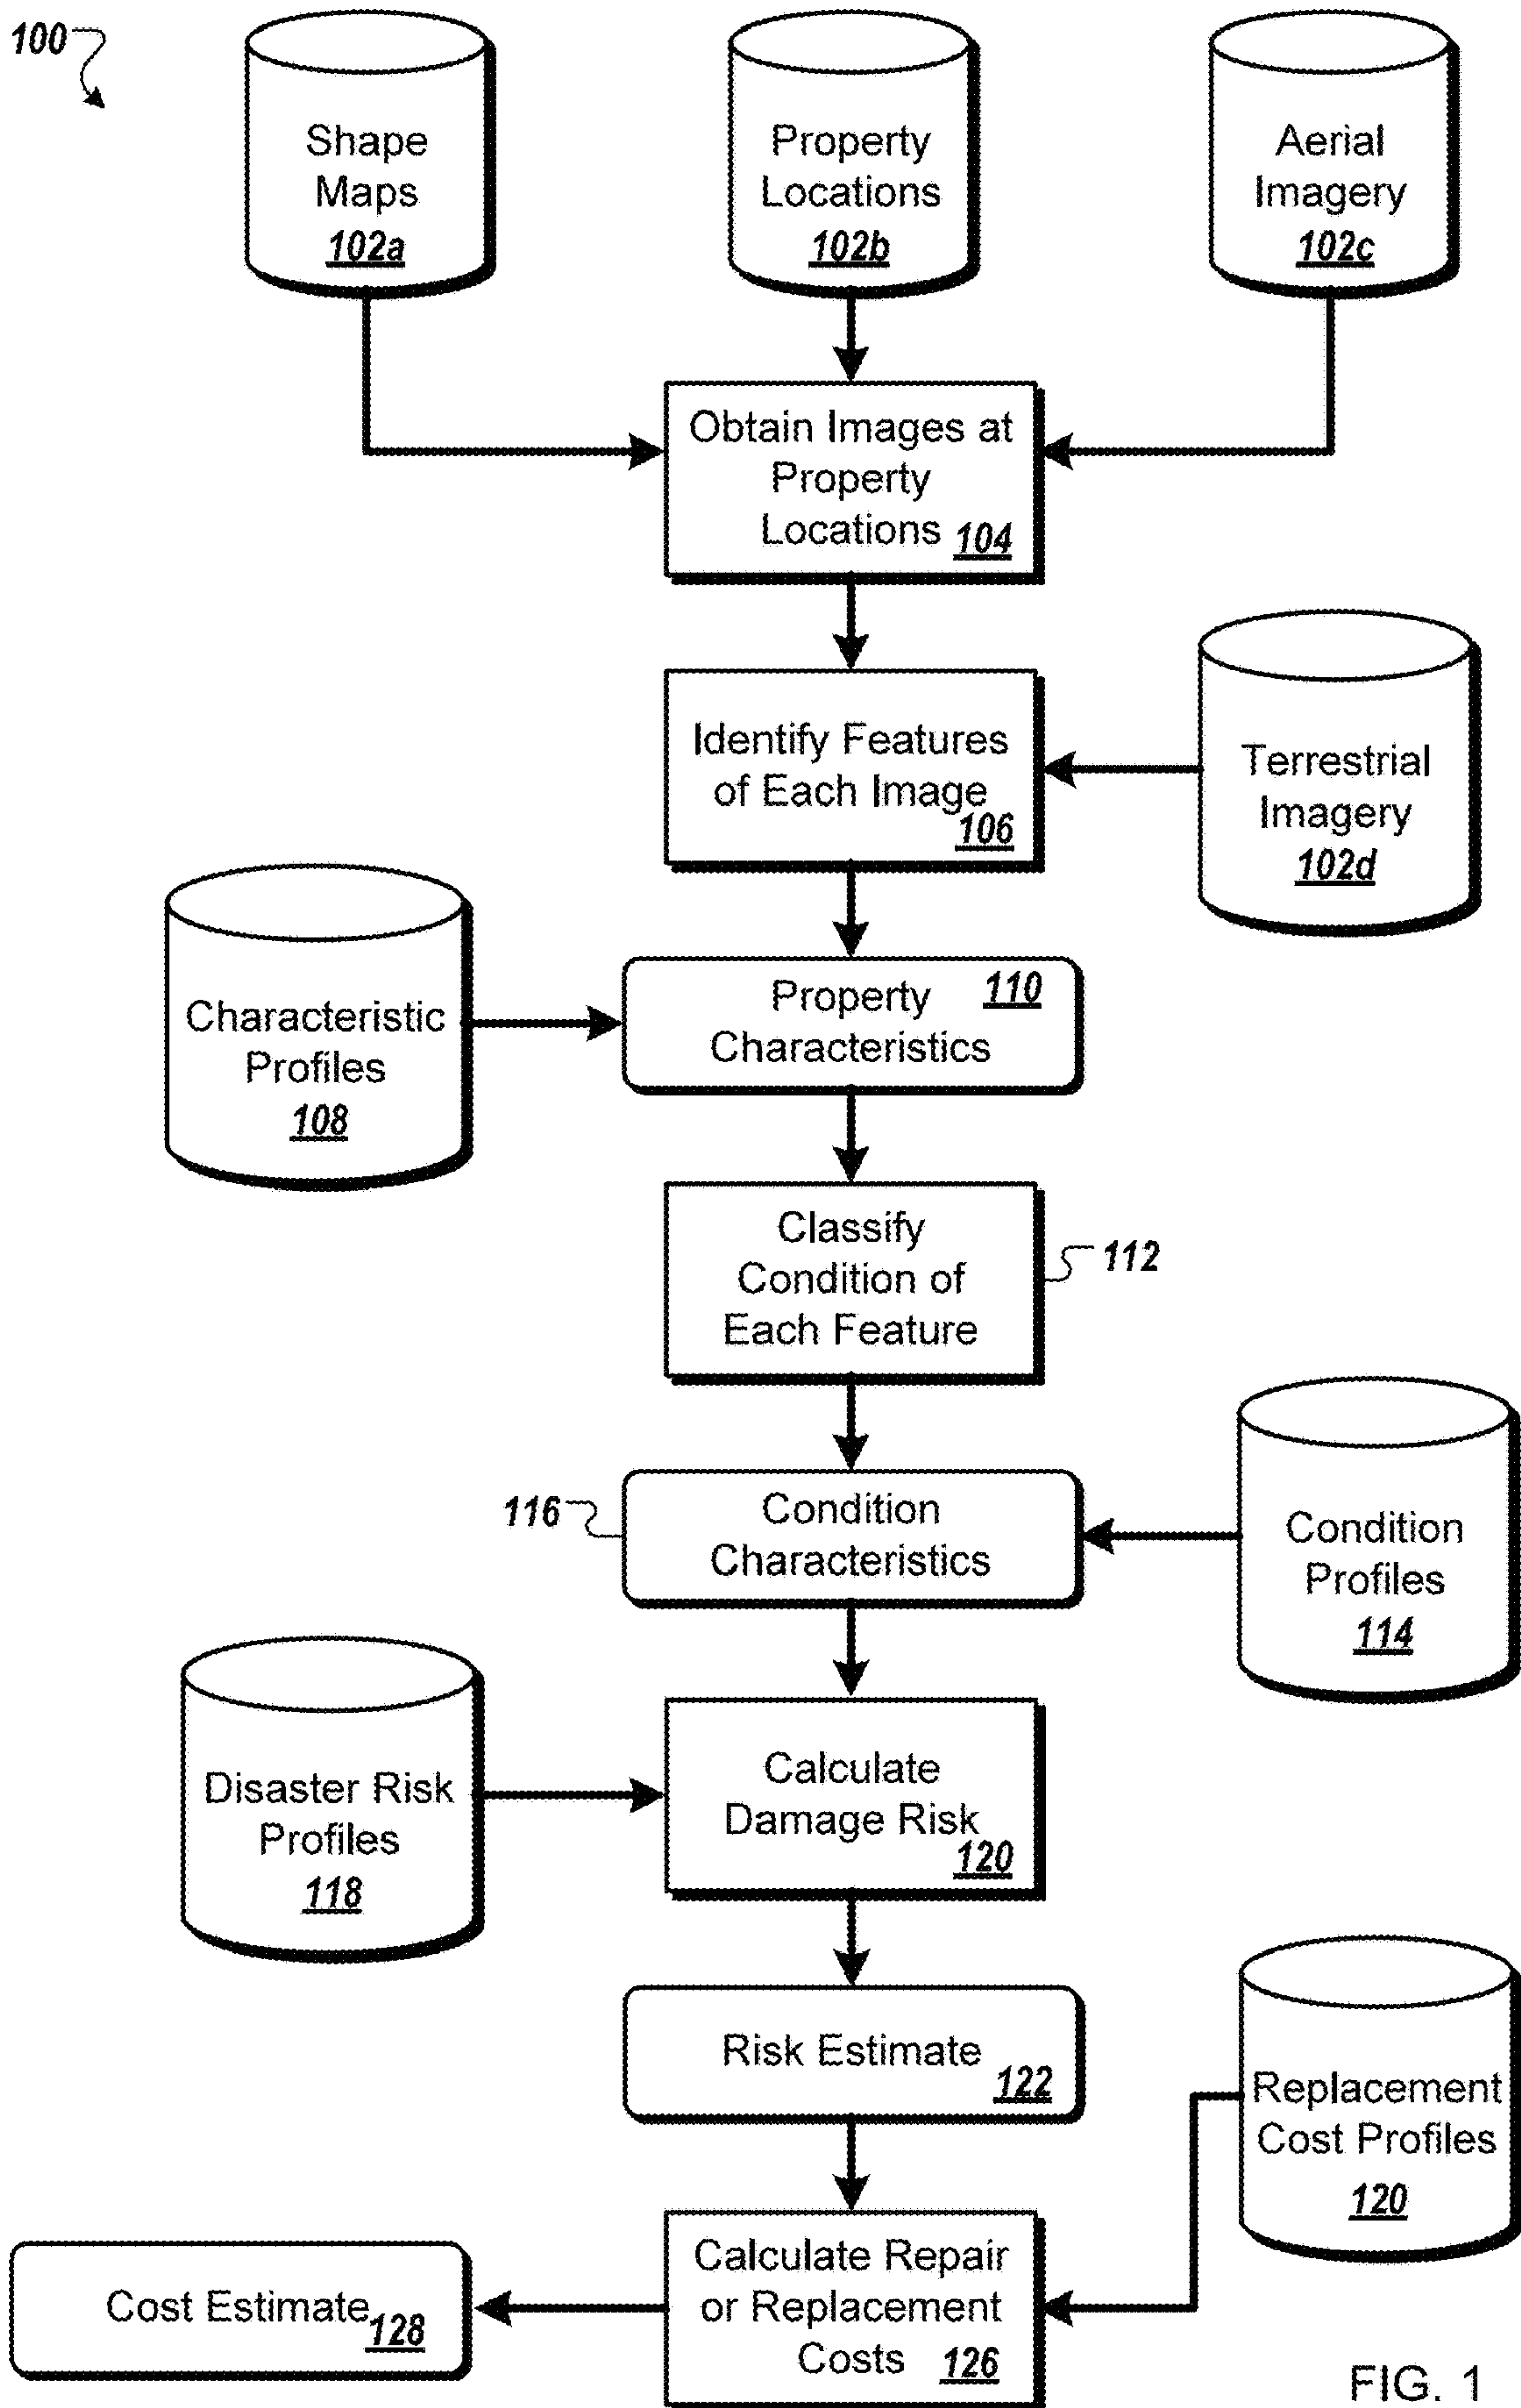 100
Shape
Maps
102a
Property
Locations
102b
Aerial
Imagery
102c
Obtain Images at
Property
Locations 104
Identify Features
of Each Image
106
Terrestrial
Imagery
102d
Characteristic
Profiles
108
Property 110
Characteristics
Classify
Condition of
Each Feature
112
116
Condition
Characteristics
Condition
Profiles
114
Disaster Risk
Profiles
118
Calculate
Damage Risk
120
Risk Estimate
122
Replacement
Cost Profiles
120
Calculate Repair
or Replacement
Costs 126
Cost Estimate
128
FIG. 1